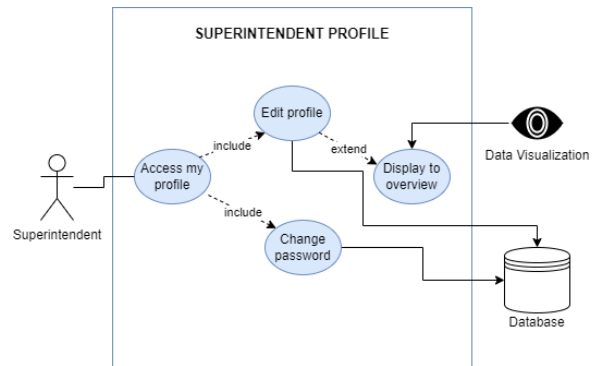 SUPERINTENDENT PROFILE
Edit profile
include
extend
Data Visualization
Access my
profile
Display to
overview
include
Superintendent
Change
password
Database